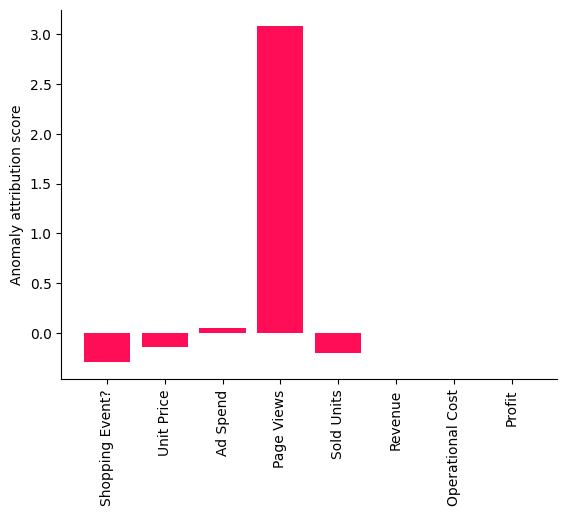 Anomaly attribution score
3.0
2.5
2.0
1.5
1.0
0.5
0.0
Shopping Event?
Unit Price
Ad Spend
Page Views
Sold Units
Revenue
Operational Cost
Profit